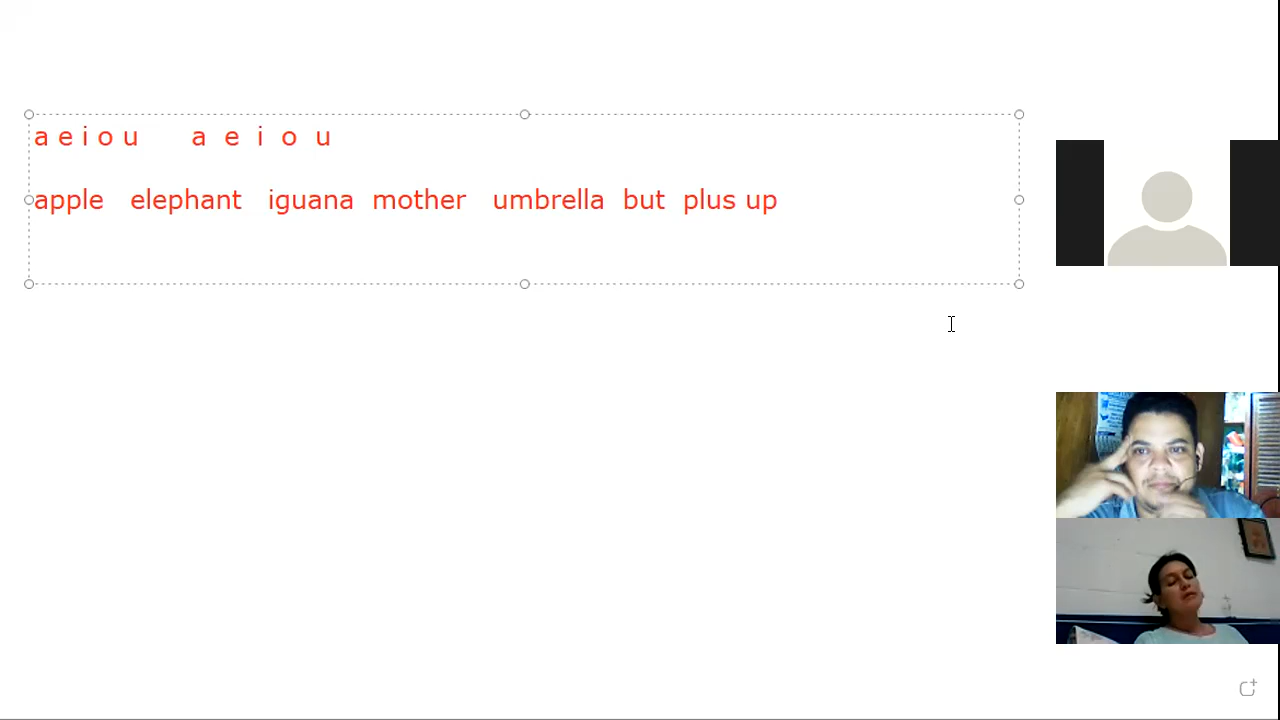 a e i o u a e i o u
apple elephant iguana mother umbrella but plus up